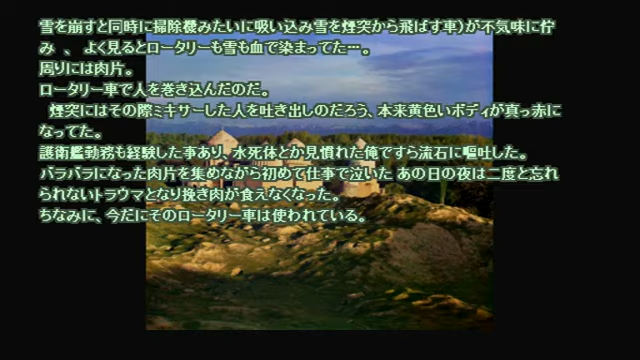 雪を崩すと同時に掃除機みたいに吸い込み雪を煙突から飛ばす車）が不気味に佇
み 、 よく見るとロータリーも雪も血で染まってた…。
周りには肉片。
ロータリー車で人を巻き込んだのだ。
煙突にはその際ミキサーした人を吐き出しのだろう、本来黄色いボディが真っ赤に
なってた。
護衛艦勤務も経験した事あり、水死体とか見慣れた俺ですら流石に嘔吐した。
バラバラになった肉片を集めながら初めて仕事で泣いた あの日の夜は二度と忘れ
られないトラウマとなり挽き肉が食えなくなった。
ちなみに、今だにそのロータリー車は使われている。